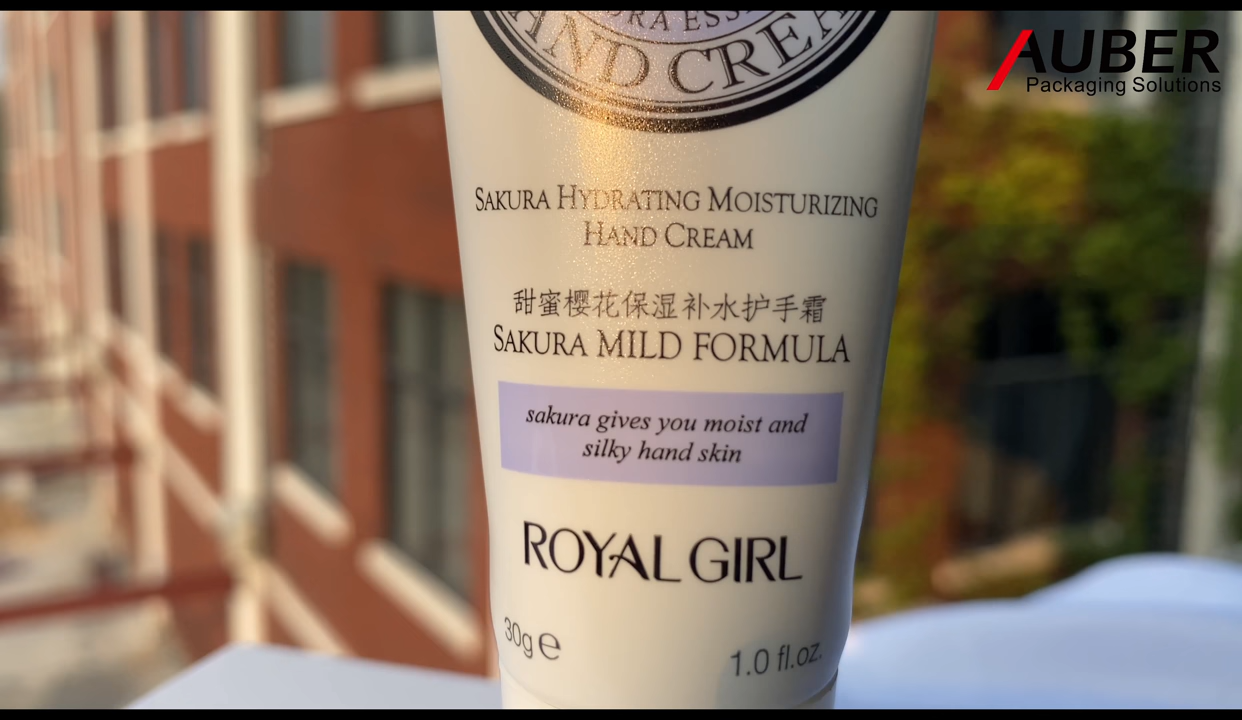 HAND CREA
AUBER
Packaging Solutions
SAKURA HYDRATING MOISTURIZING
HAND CREAM
甜蜜樱花保湿补水护手霜
SAKURA MILD FORMULA
sakura gives you moist and
silky hand skin
ROYAL GIRL
30g e
1.0 fl.oz.